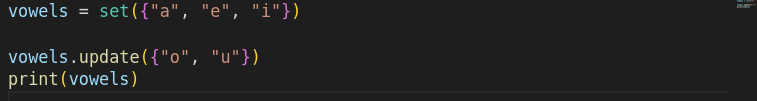 vowels = set({"a", "e", "i"})
vowels.update({"o", "u"})
print(vowels)